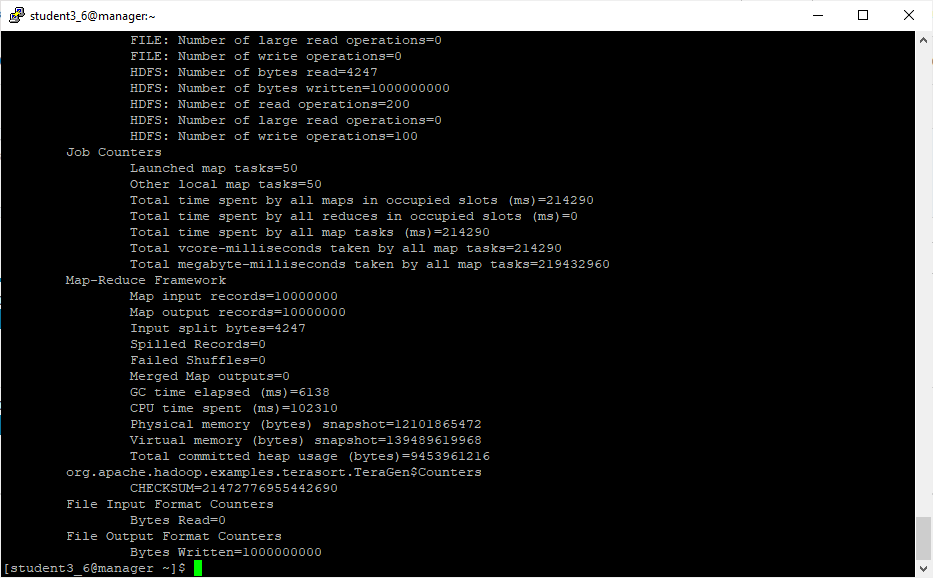 student3_6@manager:~
FILE: Number of large read operations=0
FILE: Number of write operations=0
HDFS: Number of bytes read=4247
HDFS: Number of bytes written=1000000000
HDFS: Number of read operations=200
HDFS: Number of large read operations=0
HDFS: Number of write operations=100
Job Counters
Launched map tasks=50
Other local map tasks=50
Total time spent by all maps in occupied slots (ms)=214290
Total time spent by all reduces in occupied slots (ms)=0
Total time spent by all map tasks (ms)=214290
Total vcore-milliseconds taken by all map tasks=214290
Total megabyte-milliseconds taken by all map tasks=219432960
Map-Reduce Framework
Map input records=10000000
Map output records=10000000
Input split bytes=4247
Spilled Records=0
Failed Shuffles=0
Merged Map outputs=0
GC time elapsed (ms)=6138
CPU time spent (ms)=102310
Physical memory (bytes) snapshot=12101865472
Virtual memory (bytes) snapshot=139489619968
Total committed heap usage (bytes)=9453961216
org.apache.hadoop.examples.terasort.TeraGen$Counters
CHECKSUM=21472776955442690
File Input Format Counters
Bytes Read=0
File Output Format Counters
Bytes Written=1000000000
[student3_6@manager ~]$